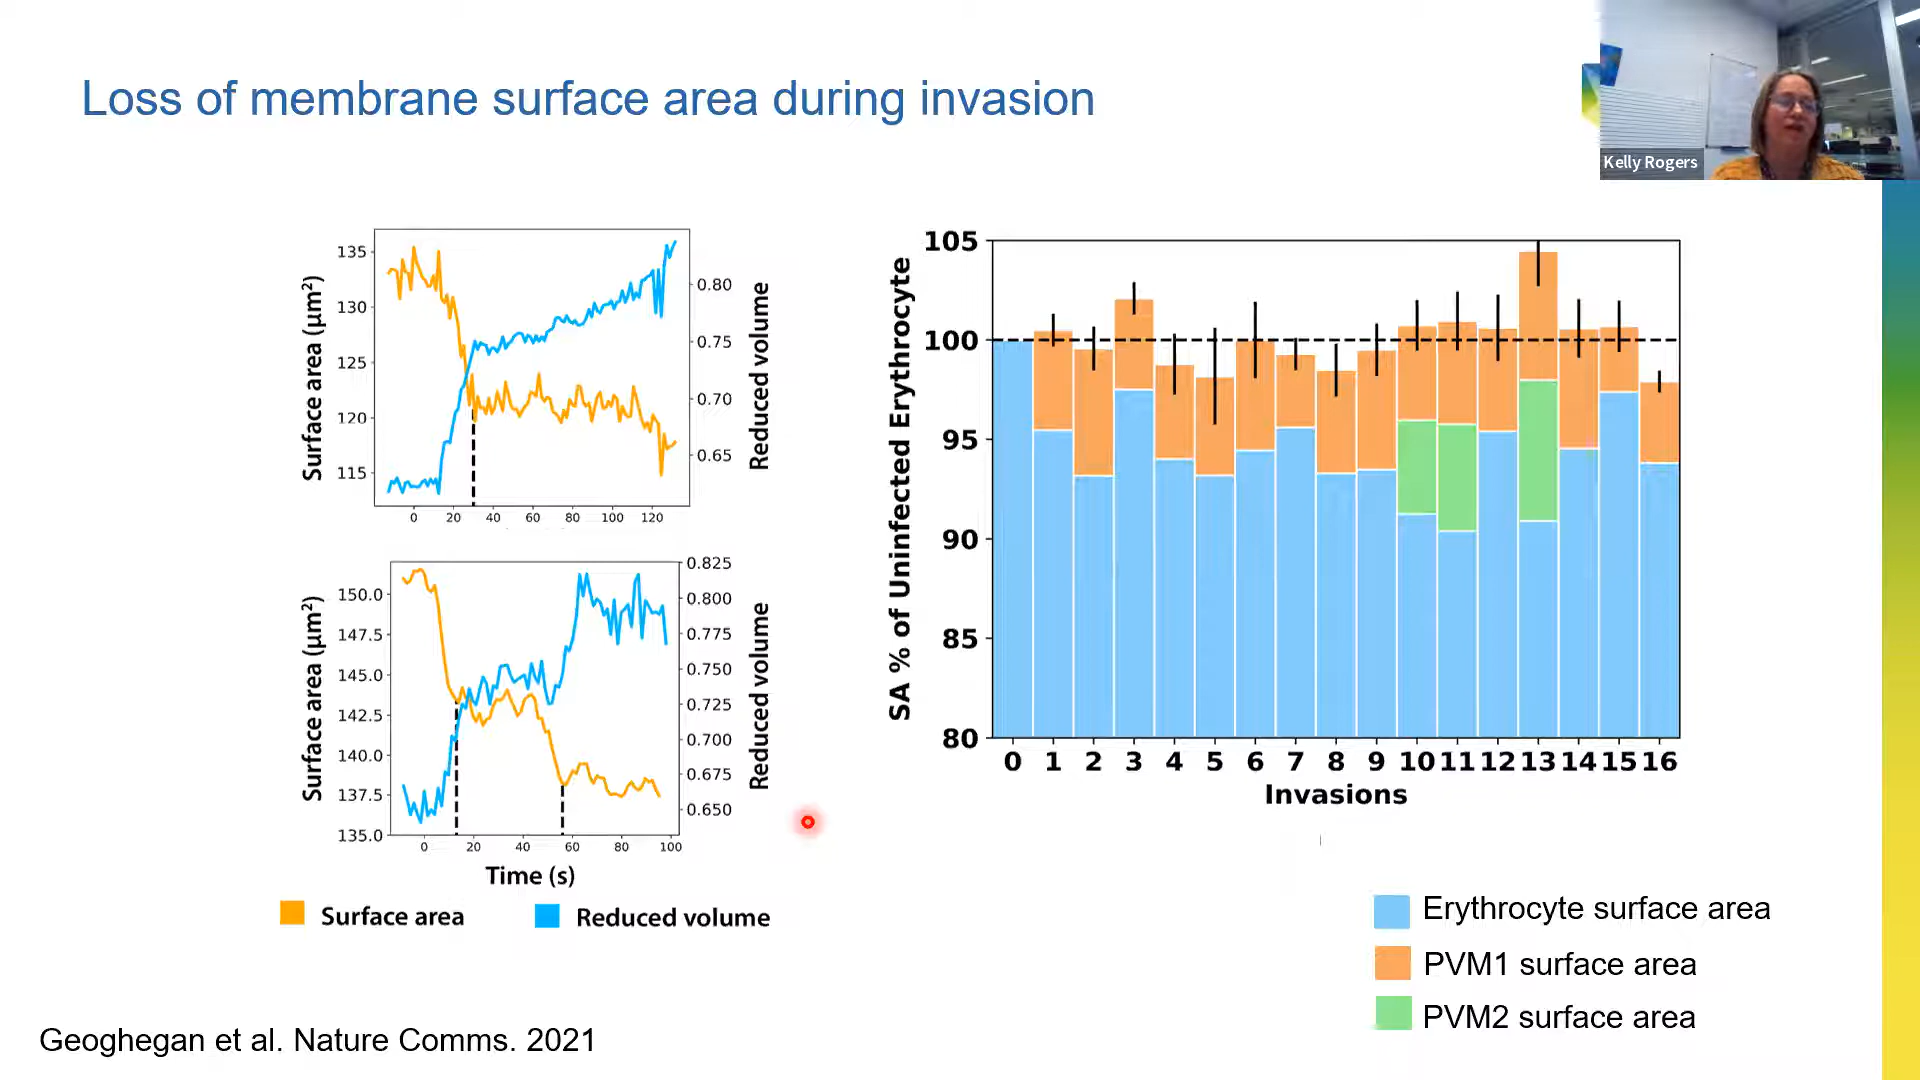 Loss of membrane surface area during invasion
Kelly Rogers
Surface area (μm²)
135
130
125
120
115
0.80
0.75
0.70
0.65
Reduced volume
0 20 40 60 80 100 120
Surface area (μm²)
150.0
147.5
145.0
142.5
140.0
137.5
135.0
0.825
0.800
0.775
0.750
0.725
0.700
0.675
0.650
Reduced volume
0 20 40 60 80 100
Time (s)
Surface area
Reduced volume
SA % of Uninfected Erythrocyte
105
100
95
90
85
80
0 1 2 3 4 5 6 7 8 9 10 11 12 13 14 15 16
Invasions
Erythrocyte surface area
PVM1 surface area
PVM2 surface area
Geoghegan et al. Nature Comms. 2021